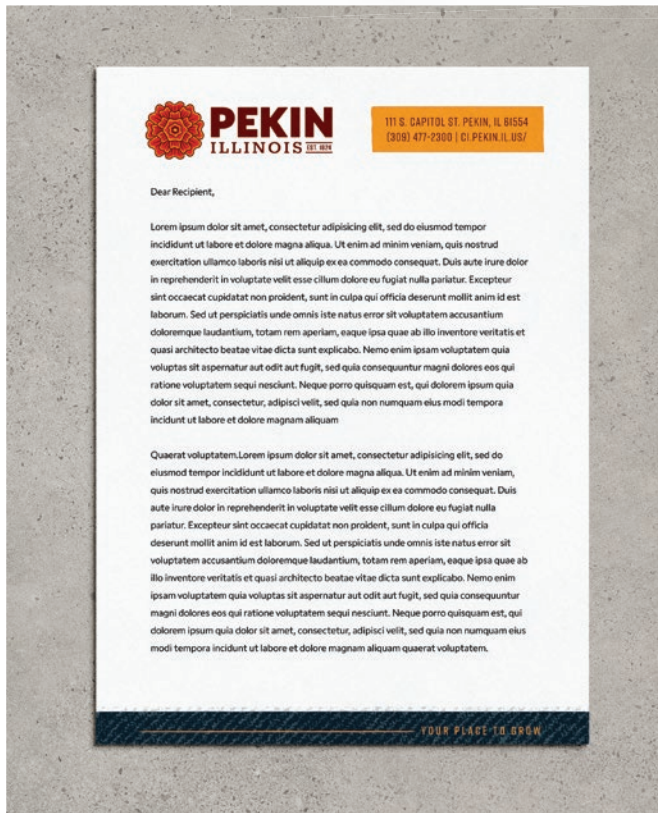 PEKIN
ILLINOIS EST. 1824
111 S. CAPITOL ST. PEKIN, IL 61554
(309) 477-2300 | CI.PEKIN.IL.US/
Dear Recipient,
Lorem ipsum dolor sit amet, consectetur adipisicing elit, sed do eiusmod tempor
incididunt ut labore et dolore magna aliqua. Ut enim ad minim veniam, quis nostrud
exercitation ullamco laboris nisi ut aliquip ex ea commodo consequat. Duis aute irure dolor
in reprehenderit in voluptate velit esse cillum dolore eu fugiat nulla pariatur. Excepteur
sint occaecat cupidatat non proident, sunt in culpa qui officia deserunt mollit anim id est
laborum. Sed ut perspiciatis unde omnis iste natus error sit voluptatem accusantium
doloremque laudantium, totam rem aperiam, eaque ipsa quae ab illo inventore veritatis et
quasi architecto beatae vitae dicta sunt explicabo. Nemo enim ipsam voluptatem quia
voluptas sit aspernatur aut odit aut fugit, sed quia consequuntur magni dolores eos qui
ratione voluptatem sequi nesciunt. Neque porro quisquam est, qui dolorem ipsum quia
dolor sit amet, consectetur, adipisci velit, sed quia non numquam eius modi tempora
incidunt ut labore et dolore magnam aliquam
Quaerat voluptatem.Lorem ipsum dolor sit amet, consectetur adipisicing elit, sed do
eiusmod tempor incididunt ut labore et dolore magna aliqua. Ut enim ad minim veniam,
quis nostrud exercitation ullamco laboris nisi ut aliquip ex ea commodo consequat. Duis
aute irure dolor in reprehenderit in voluptate velit esse cillum dolore eu fugiat nulla
pariatur. Excepteur sint occaecat cupidatat non proident, sunt in culpa qui officia
deserunt mollit anim id est laborum. Sed ut perspiciatis unde omnis iste natus error sit
voluptatem accusantium doloremque laudantium, totam rem aperiam, eaque ipsa quae ab
illo inventore veritatis et quasi architecto beatae vitae dicta sunt explicabo. Nemo enim
ipsam voluptatem quia voluptas sit aspernatur aut odit aut fugit, sed quia consequuntur
magni dolores eos qui ratione voluptatem sequi nesciunt. Neque porro quisquam est, qui
dolorem ipsum quia dolor sit amet, consectetur, adipisci velit, sed quia non numquam eius
modi tempora incidunt ut labore et dolore magnam aliquam quaerat voluptatem.
YOUR PLACE TO GROW